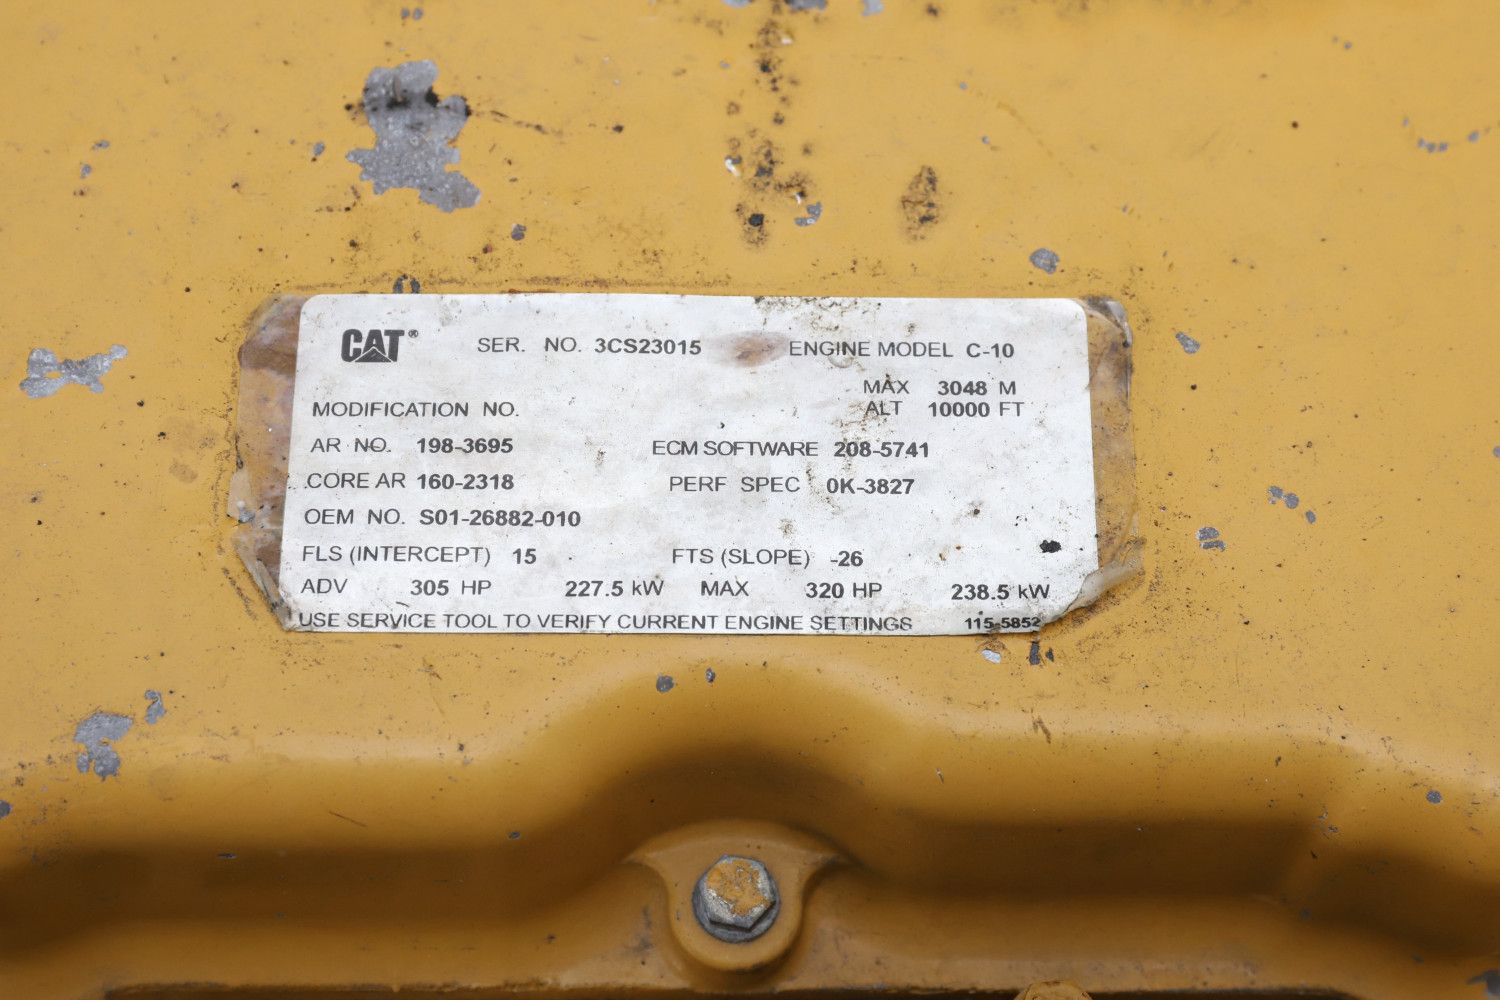 CAT® SER. NO. 3CS23015 ENGINE MODEL C-10
MAX 3048 M
MODIFICATION NO. ALT 10000 FT
AR NO. 198-3695 ECM SOFTWARE 208-5741
CORE AR 160-2318 PERF SPEC 0K-3827
OEM NO. S01-26882-010
FLS (INTERCEPT) 15 FTS (SLOPE) -26
ADV 305 HP 227.5 kW MAX 320 HP 238.5 kW
USE SERVICE TOOL TO VERIFY CURRENT ENGINE SETTINGS 115-5852